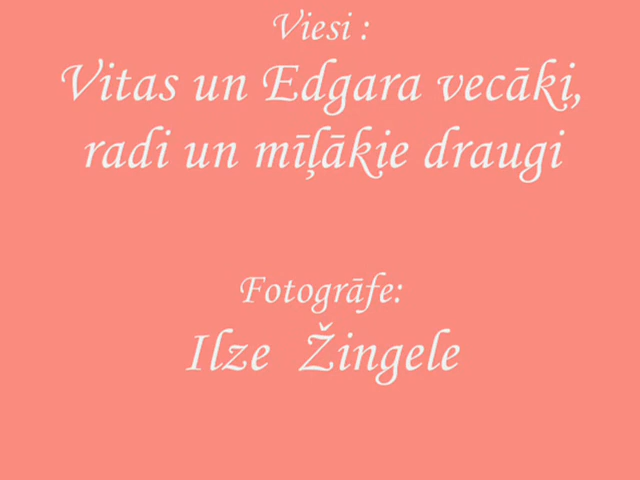 Viesi :
Vitas un Edgara vecāki,
radi un mīļākie draugi
Fotogrāfe:
Ilze Žingele